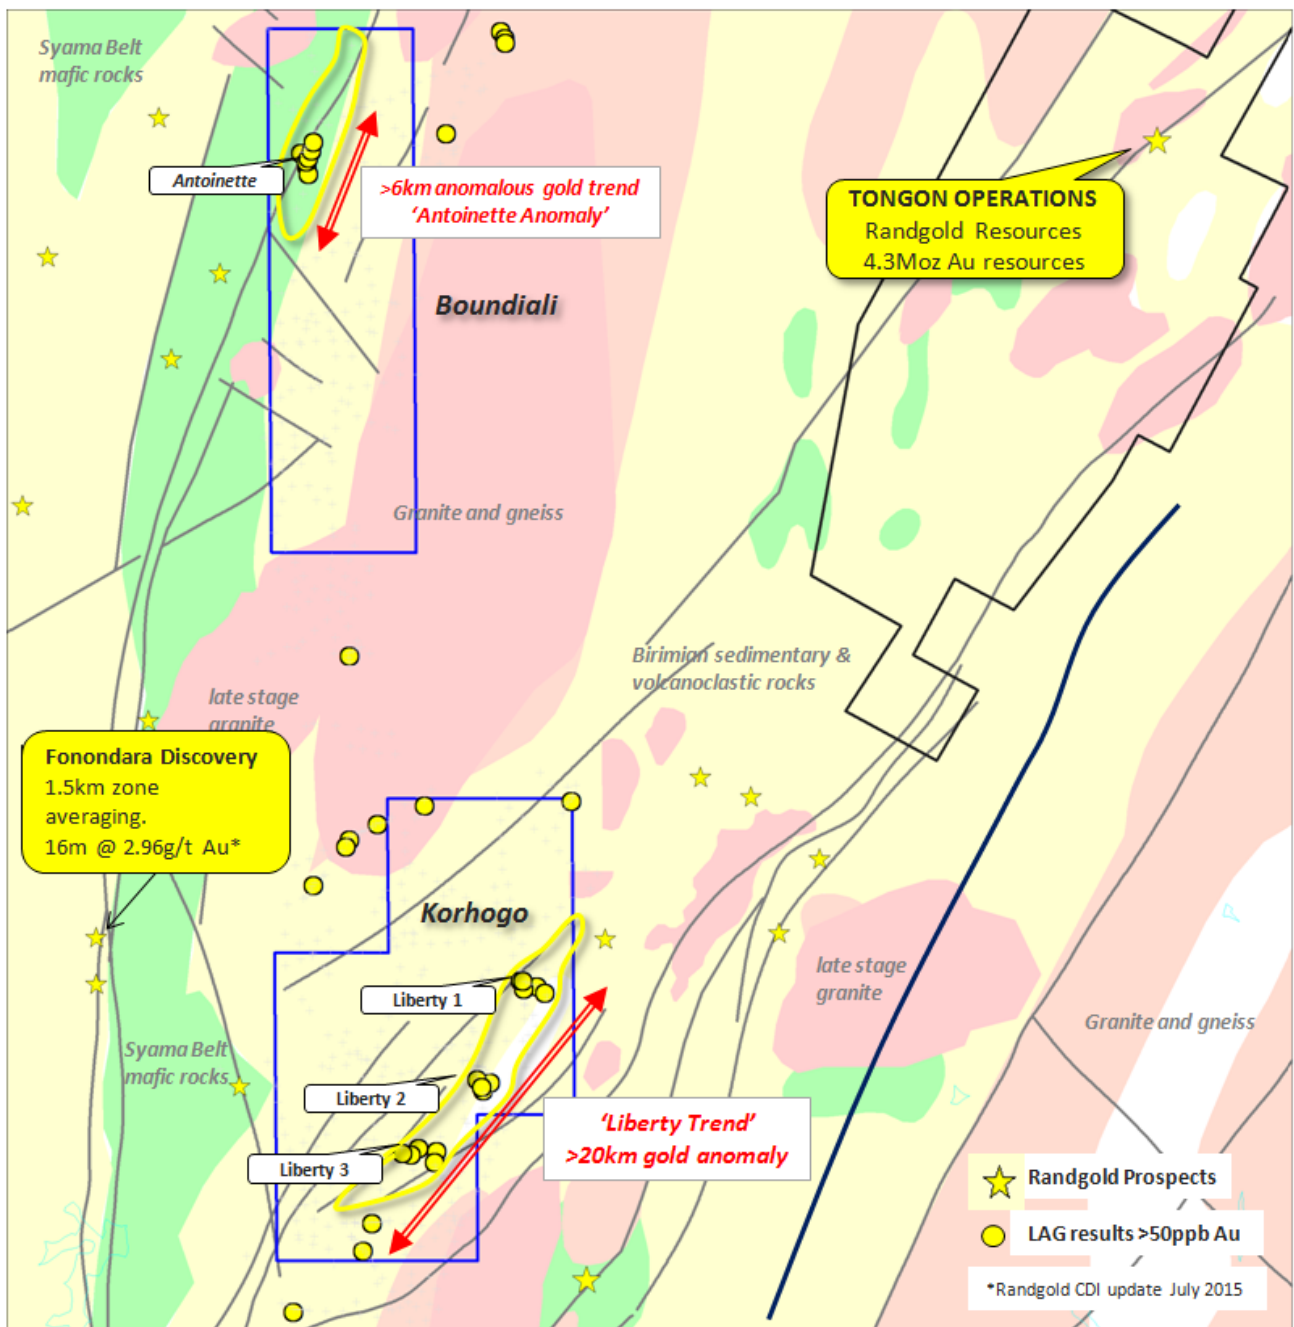 Syama Belt
mafic rocks
Antoinette
>6km anomalous gold trend
'Antoinette Anomaly'
TONGON OPERATIONS
Randgold Resources
4.3Moz Au resources
Boundiali
Granite and gneiss
Birimian sedimentary &
volcanoclastic rocks
late stage
granite
Fonondara Discovery
1.5km zone
averaging.
16m @ 2.96g/t Au*
Korhogo
late stage
granite
Liberty 1
Granite and gneiss
Syama Belt
mafic rocks
Liberty 2
'Liberty Trend'
>20km gold anomaly
Liberty 3
Randgold Prospects
LAG results >50ppb Au
*Randgold CDI update July 2015